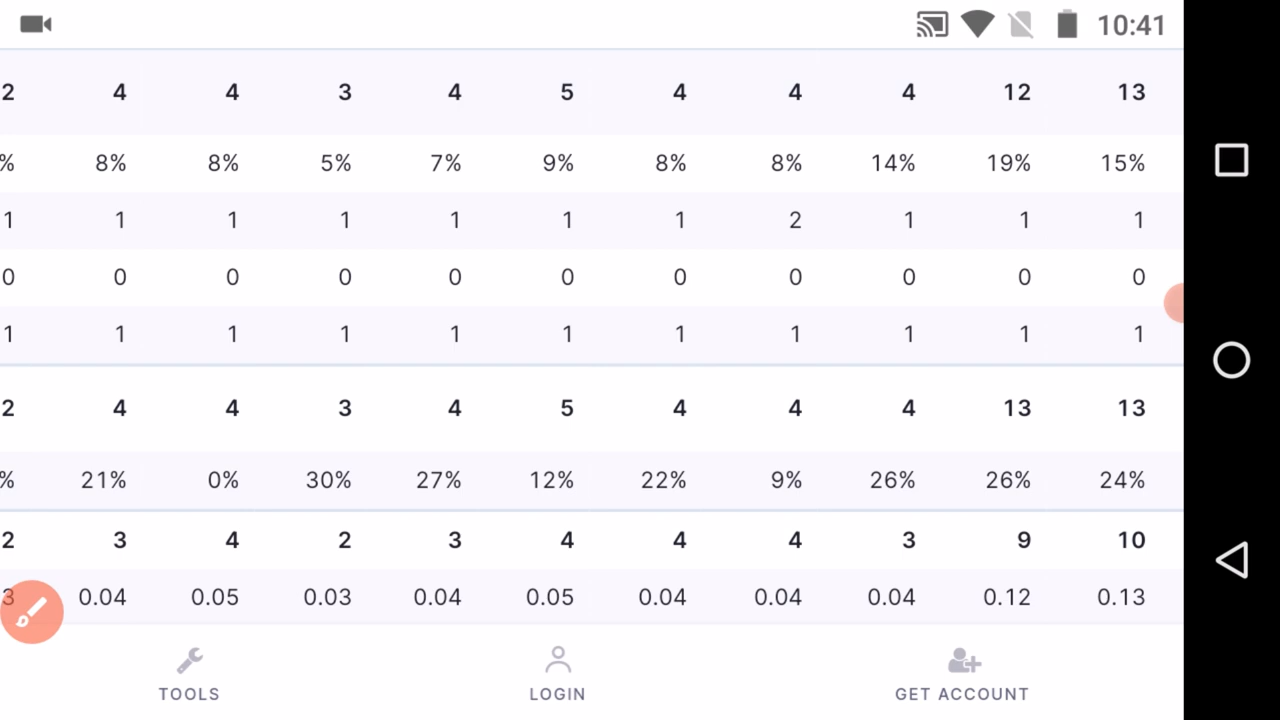 10:41
2 4 4 3 4 5 4 4 4 12 13
% 8% 8% 5% 7% 9% 8% 8% 14% 19% 15%
1 1 1 1 1 1 1 2 1 1 1
0 0 0 0 0 0 0 0 0 0 0
1 1 1 1 1 1 1 1 1 1 1
2 4 4 3 4 5 4 4 4 13 13
% 21% 0% 30% 27% 12% 22% 9% 26% 26% 24%
2 3 4 2 3 4 4 4 3 9 10
3 0.04 0.05 0.03 0.04 0.05 0.04 0.04 0.04 0.12 0.13
TOOLS LOGIN GET ACCOUNT